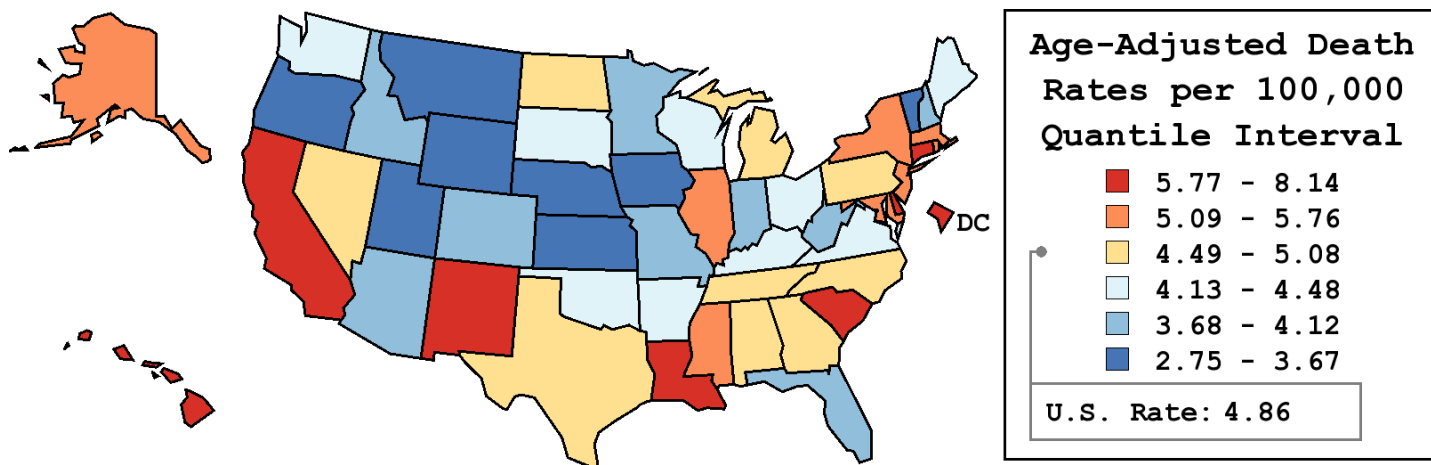 Age-Adjusted Death
Rates per 100,000
Quantile Interval
5.77 - 8.14
5.09 - 5.76
4.49 - 5.08
4.13 - 4.48
3.68 - 4.12
2.75 - 3.67
U.S. Rate: 4.86
DC